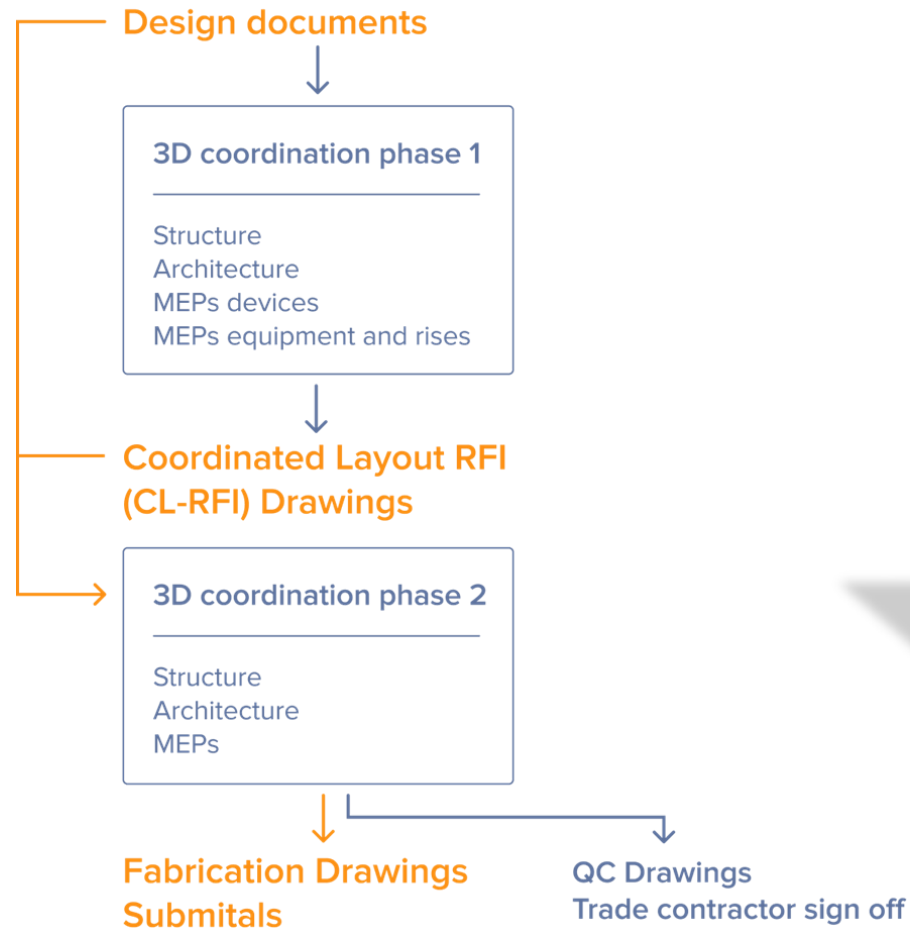 Design documents
3D coordination phase 1
Structure
Architecture
MEPs devices
MEPs equipment and rises
Coordinated Layout RFI
(CL-RFI) Drawings
3D coordination phase 2
Structure
Architecture
MEPs
Fabrication Drawings
Submitals
QC Drawings
Trade contractor sign off